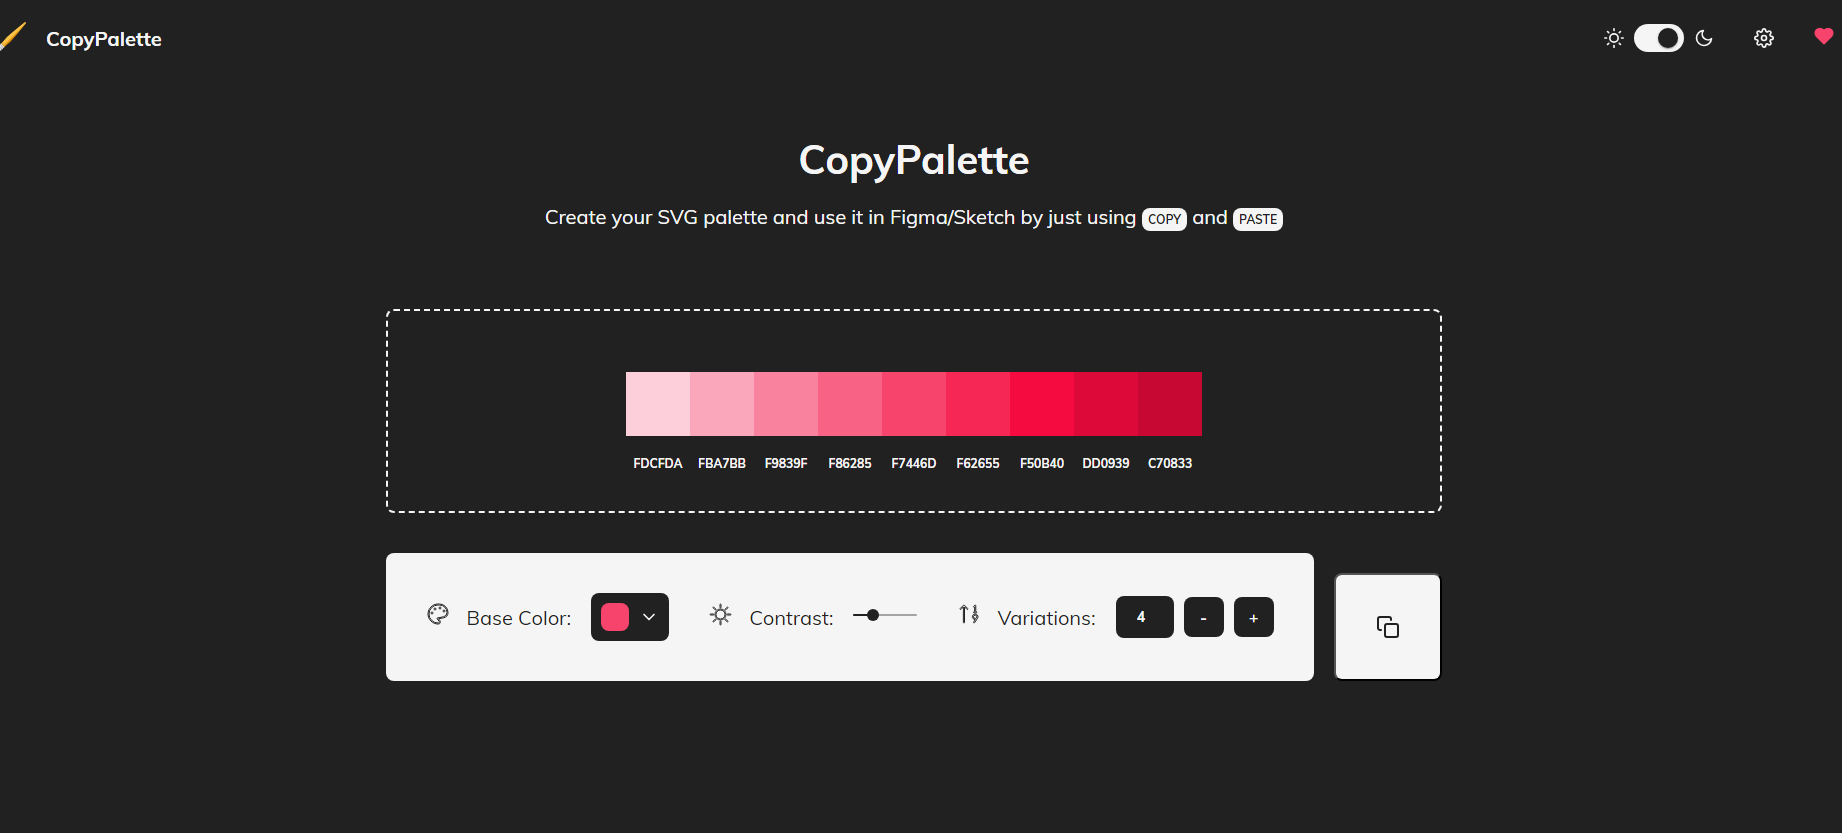 CopyPalette
CopyPalette
Create your SVG palette and use it in Figma/Sketch by just using COPY and PASTE
FDCFDA FBA7BB F9839F F86285 F7446D F62655 F50B40 DD0939 C70833
Base Color: Contrast: Variations: 4 - +